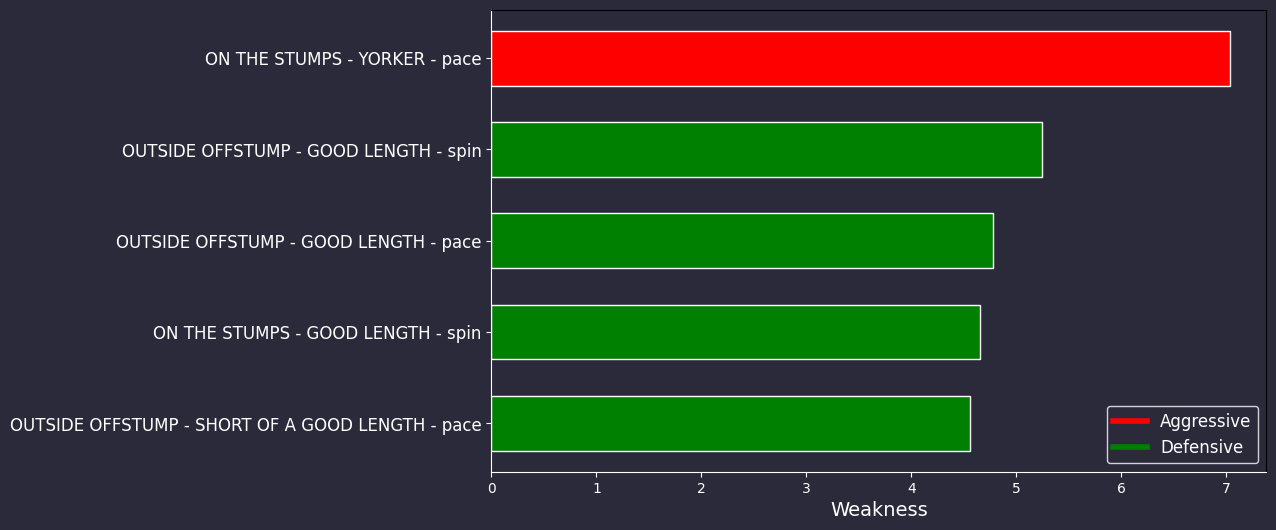 ON THE STUMPS - YORKER - pace
OUTSIDE OFFSTUMP - GOOD LENGTH - spin
OUTSIDE OFFSTUMP - GOOD LENGTH - pace
ON THE STUMPS - GOOD LENGTH - spin
OUTSIDE OFFSTUMP - SHORT OF A GOOD LENGTH - pace
Aggressive
Defensive
0 1 2 3 4 5 6 7
Weakness